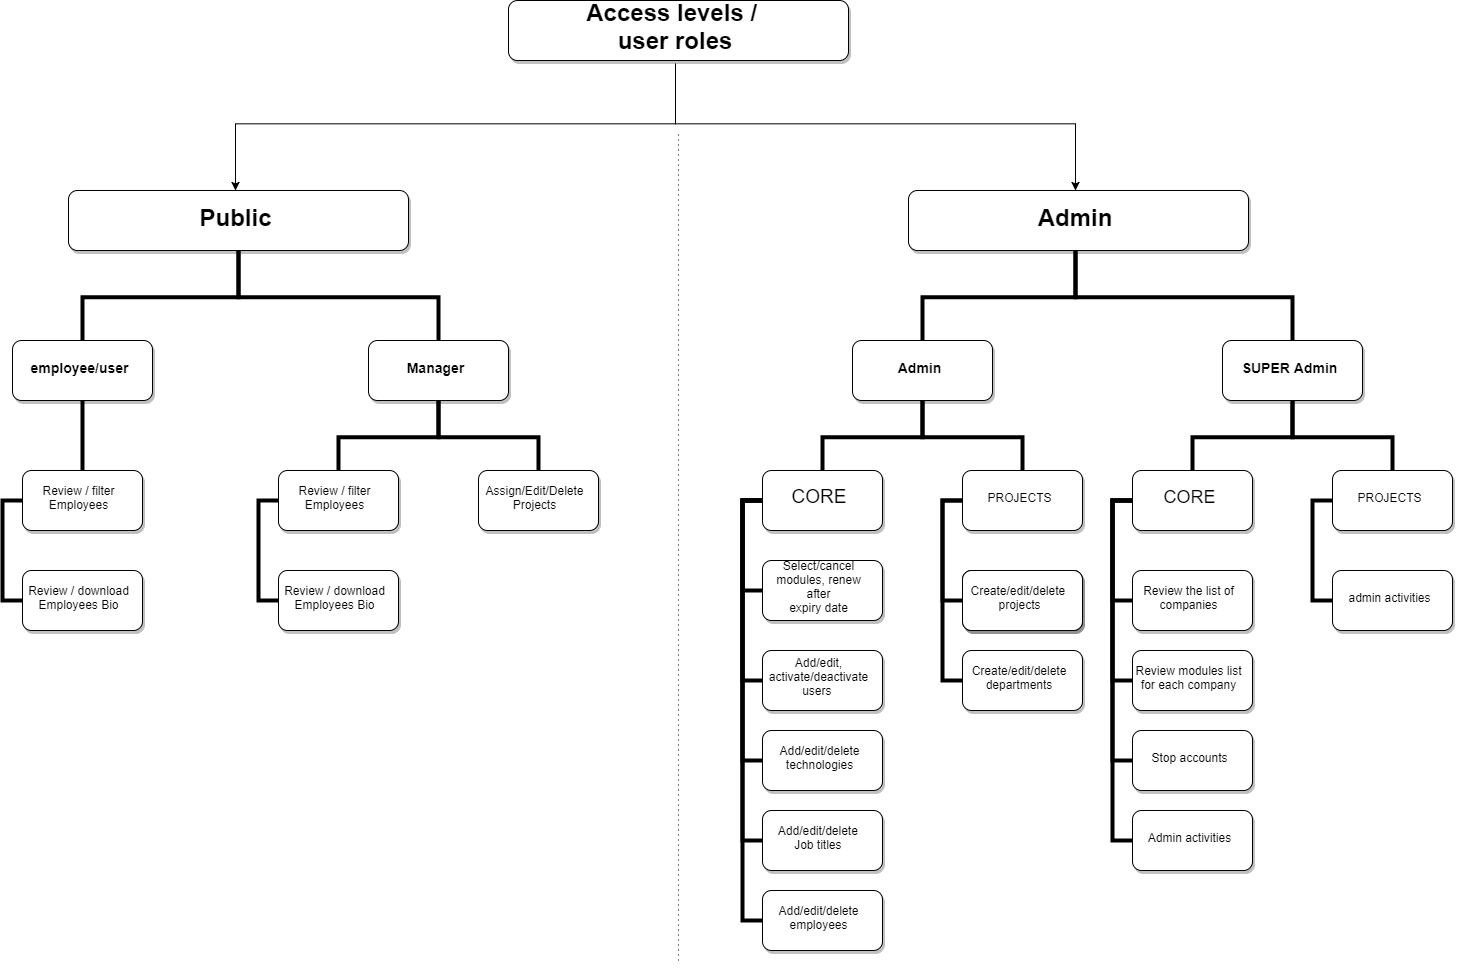 Access levels /
user roles
Public
Admin
employee/user
Manager
Admin
SUPER Admin
Review / filter
Employees
Review / filter
Employees
Assign/Edit/Delete
Projects
CORE
PROJECTS
CORE
PROJECTS
Review / download
Employees Bio
Review / download
Employees Bio
Select/cancel
modules, renew
after
expiry date
Create/edit/delete
projects
Review the list of
companies
admin activities
Add/edit,
activate/deactivate
users
Create/edit/delete
departments
Review modules list
for each company
Add/edit/delete
technologies
Stop accounts
Add/edit/delete
Job titles
Admin activities
Add/edit/delete
employees